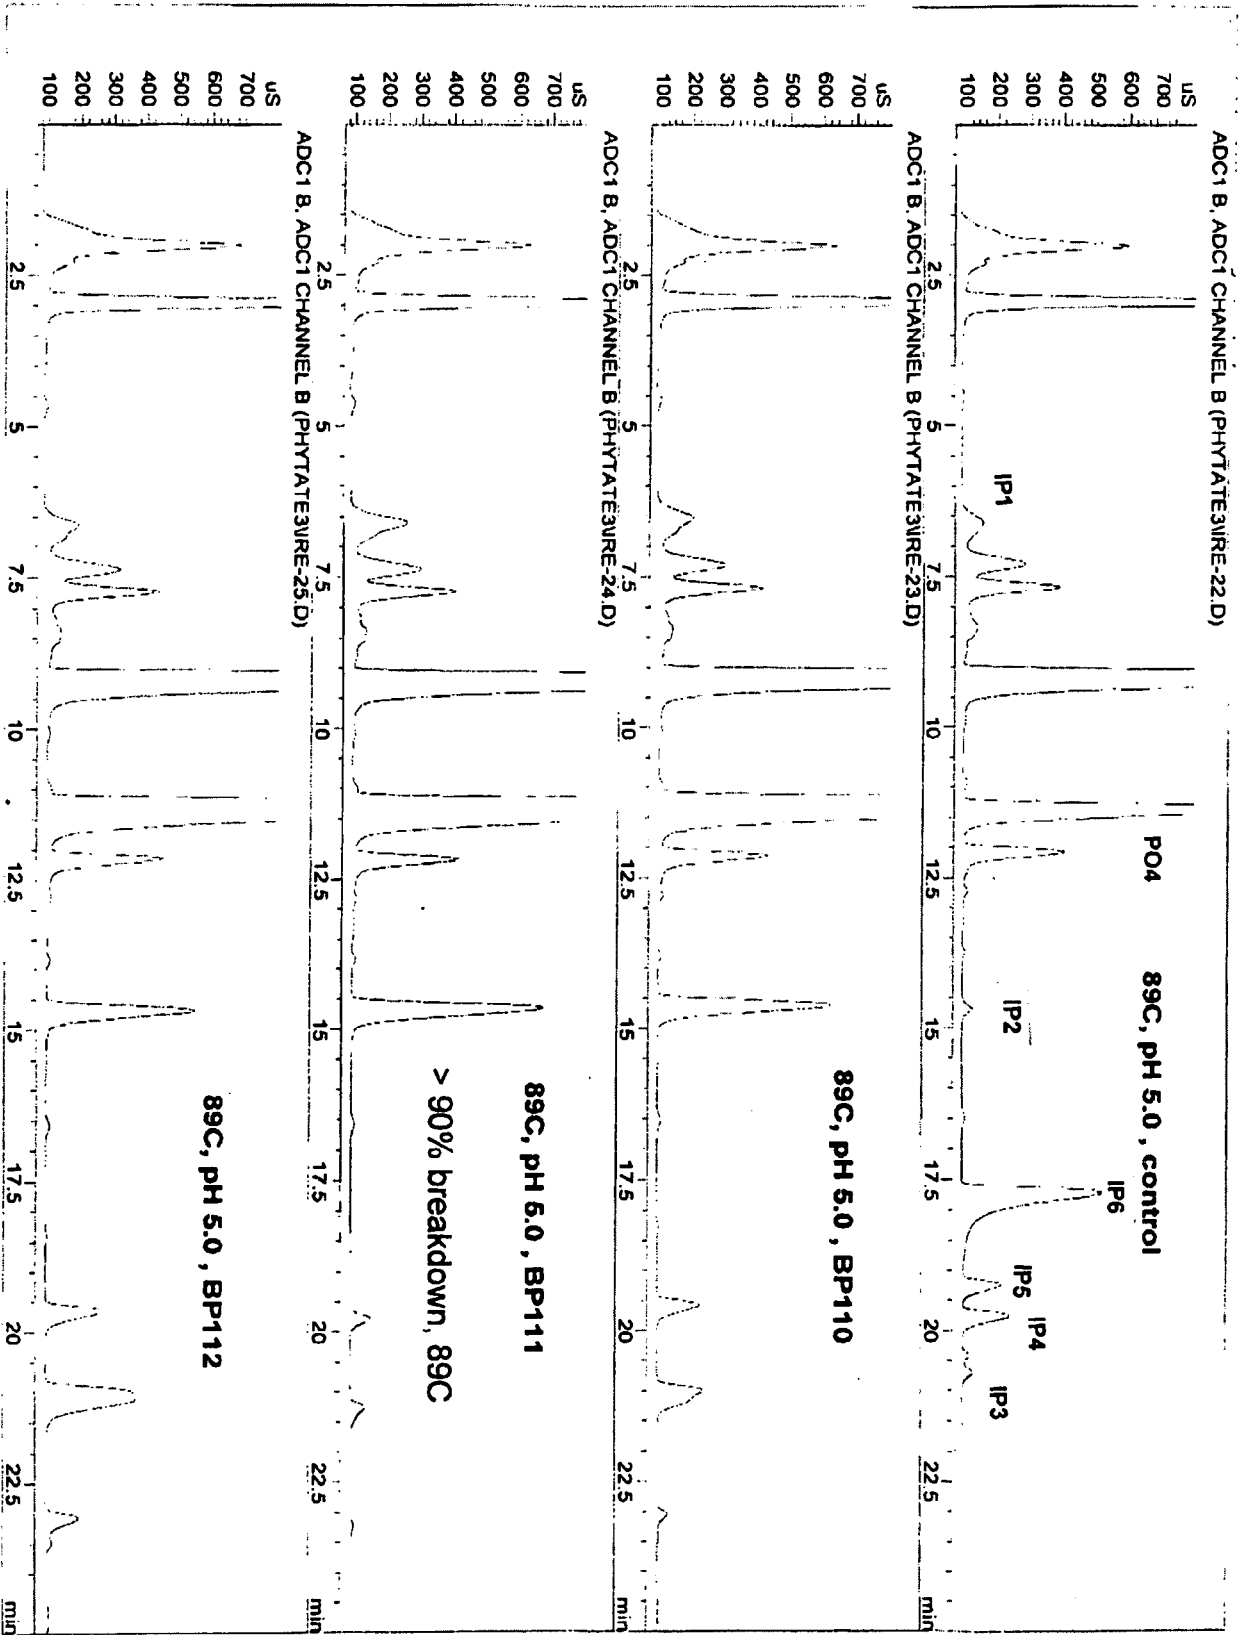 ADC1 B, ADC1 CHANNEL B (PHYTATE3\IRE-22.D)
uS
700
600
500
400
300
200
100
IP1
PO4
89C, pH 5.0 , control
IP2
IP6
IP5
IP4
IP3
2.5 5 7.5 10 12.5 15 17.5 20 22.5 min
ADC1 B, ADC1 CHANNEL B (PHYTATE3\IRE-23.D)
uS
700
600
500
400
300
200
100
89C, pH 5.0 , BP110
2.5 5 7.5 10 12.5 15 17.5 20 22.5 min
ADC1 B, ADC1 CHANNEL B (PHYTATE3\IRE-24.D)
uS
700
600
500
400
300
200
100
89C, pH 5.0 , BP111
> 90% breakdown, 89C
2.5 5 7.5 10 12.5 15 17.5 20 22.5 min
ADC1 B, ADC1 CHANNEL B (PHYTATE3\IRE-25.D)
uS
700
600
500
400
300
200
100
89C, pH 5.0 , BP112
2.5 5 7.5 10 12.5 15 17.5 20 22.5 min